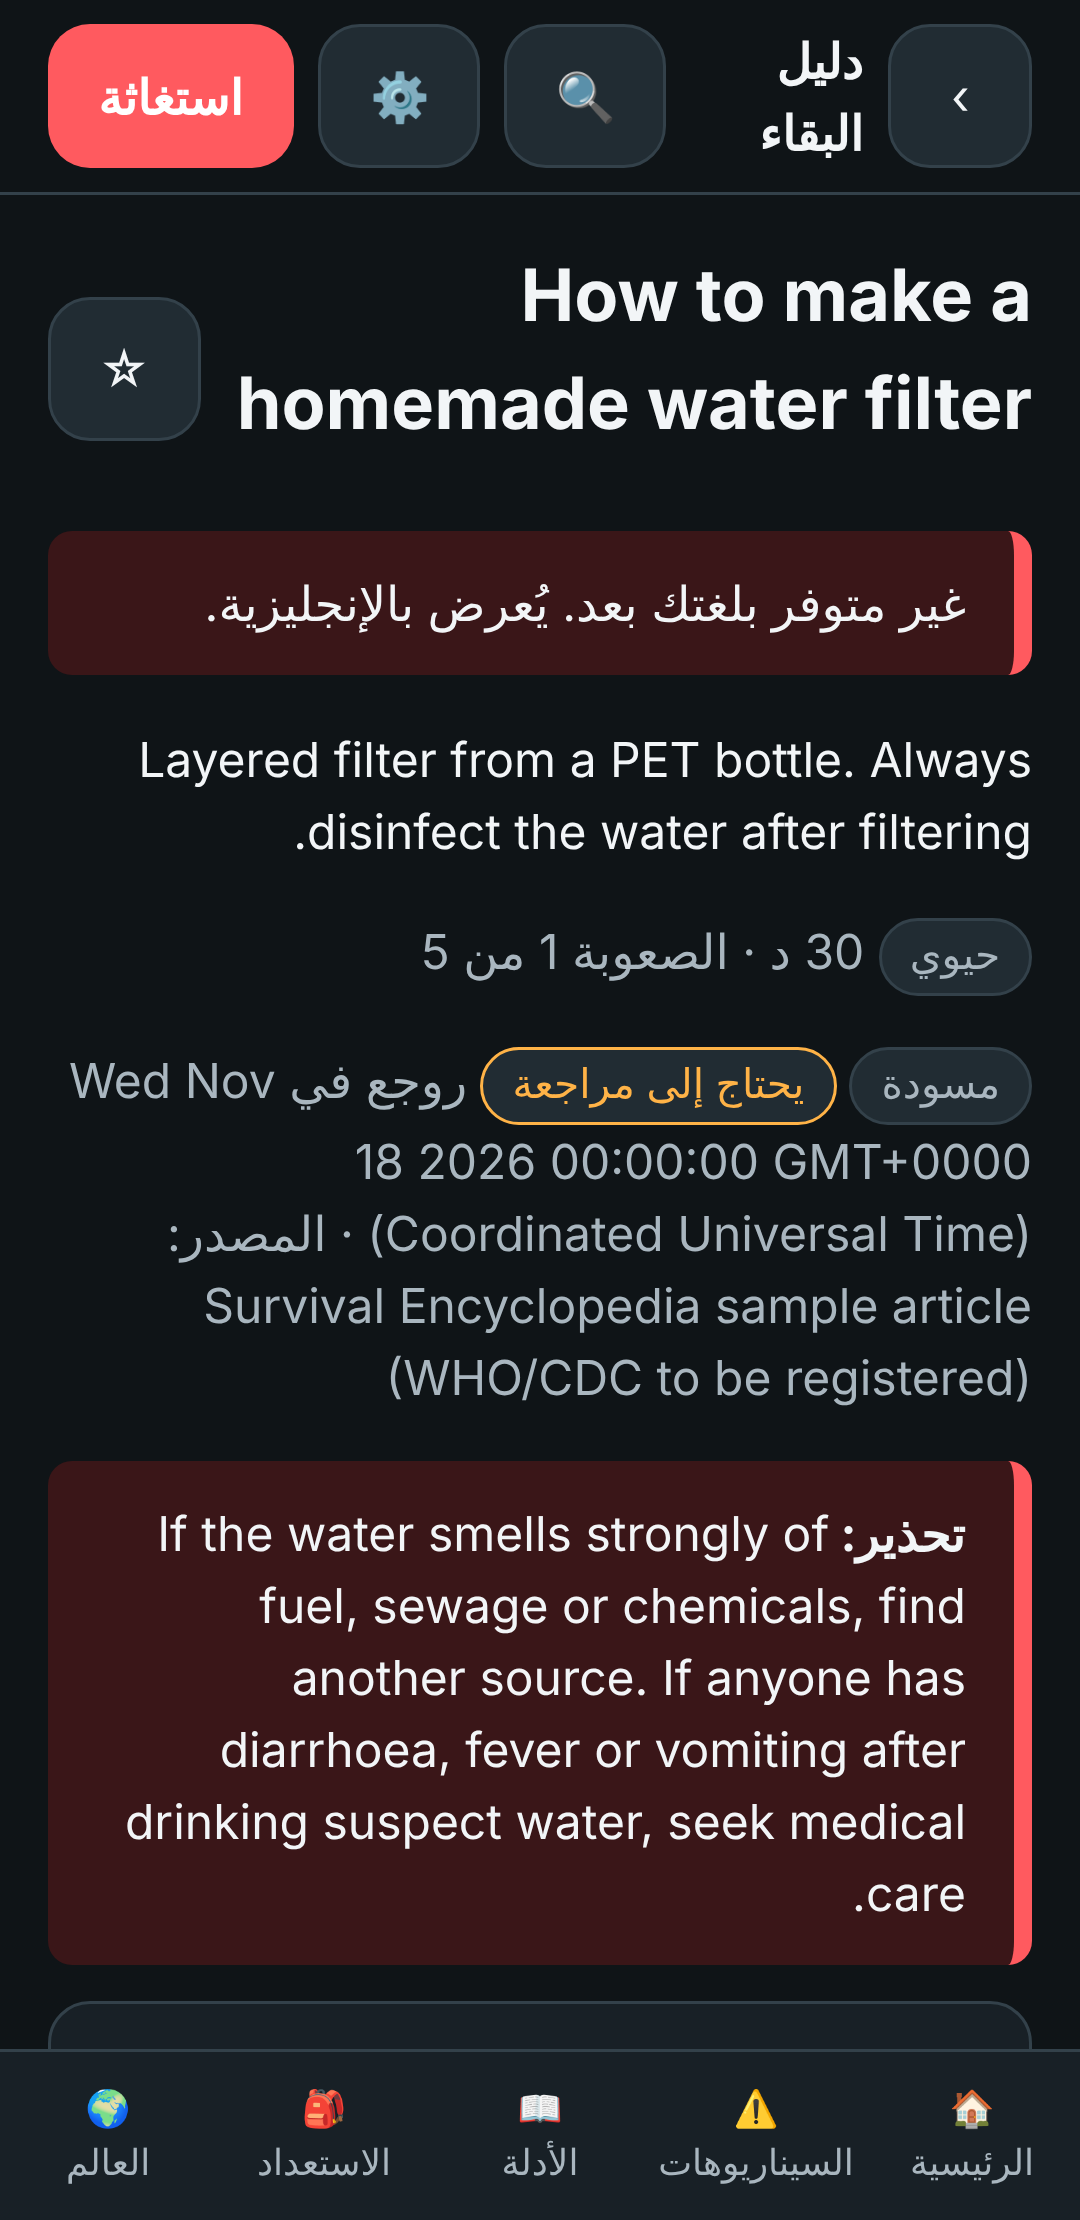 دليل
البقاء
استغاثة
How to make a
homemade water filter
غير متوفر بلغتك بعد. يُعرض بالإنجليزية.
Layered filter from a PET bottle. Always
disinfect the water after filtering.
حيوي 30 د · الصعوبة 1 من 5
مسودة يحتاج إلى مراجعة روجع في Wed Nov
18 2026 00:00:00 GMT+0000
(Coordinated Universal Time) · المصدر:
Survival Encyclopedia sample article
(WHO/CDC to be registered)
تحذير: If the water smells strongly of
fuel, sewage or chemicals, find
another source. If anyone has
diarrhoea, fever or vomiting after
drinking suspect water, seek medical
care.
الرئيسية
السيناريوهات
الأدلة
الاستعداد
العالم